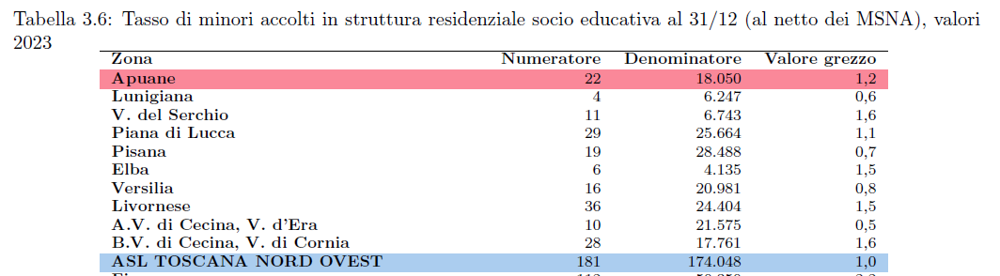 Tabella 3.6: Tasso di minori accolti in struttura residenziale socio educativa al 31/12 (al netto dei MSNA), valori
2023
Zona Numeratore Denominatore Valore grezzo
Apuane 22 18.050 1,2
Lunigiana 4 6.247 0,6
V. del Serchio 11 6.743 1,6
Piana di Lucca 29 25.664 1,1
Pisana 19 28.488 0,7
Elba 6 4.135 1,5
Versilia 16 20.981 0,8
Livornese 36 24.404 1,5
A.V. di Cecina, V. d'Era 10 21.575 0,5
B.V. di Cecina, V. di Cornia 28 17.761 1,6
ASL TOSCANA NORD OVEST 181 174.048 1,0